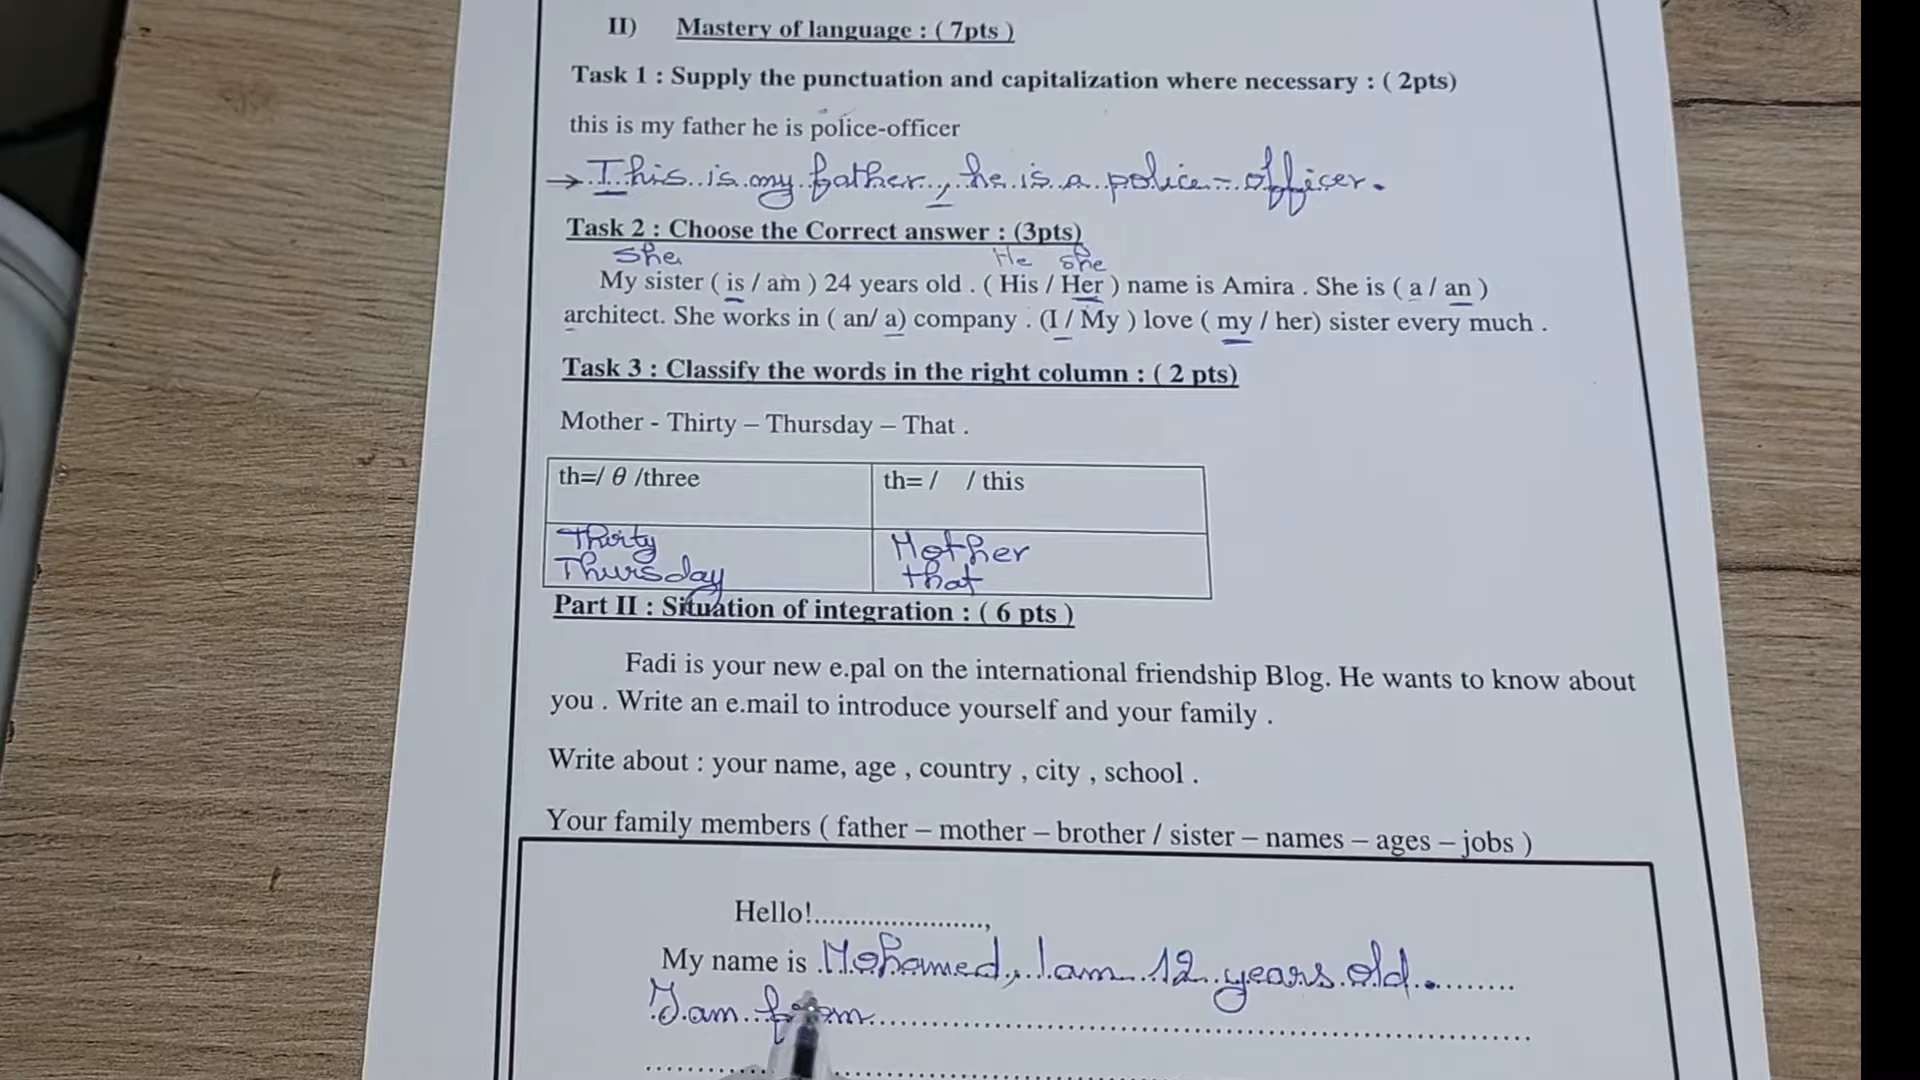 II) Mastery of language : ( 7pts )
Task 1 : Supply the punctuation and capitalization where necessary : ( 2pts)
this is my father he is police-officer
→ This is my father, he is a police-officer.
Task 2 : Choose the Correct answer : (3pts)
She He she
My sister ( is / am ) 24 years old . ( His / Her ) name is Amira . She is ( a / an )
architect. She works in ( an/ a) company . (I / My ) love ( my / her) sister every much .
Task 3 : Classify the words in the right column : ( 2 pts)
Mother - Thirty – Thursday – That .
th=/ θ /three th= / / this
Thirty Mother
Thursday that
Part II : Situation of integration : ( 6 pts )
Fadi is your new e.pal on the international friendship Blog. He wants to know about
you . Write an e.mail to introduce yourself and your family .
Write about : your name, age , country , city , school .
Your family members ( father – mother – brother / sister – names – ages – jobs )
Hello!......................,
My name is Mohamed, I am 12 years old.
I am from